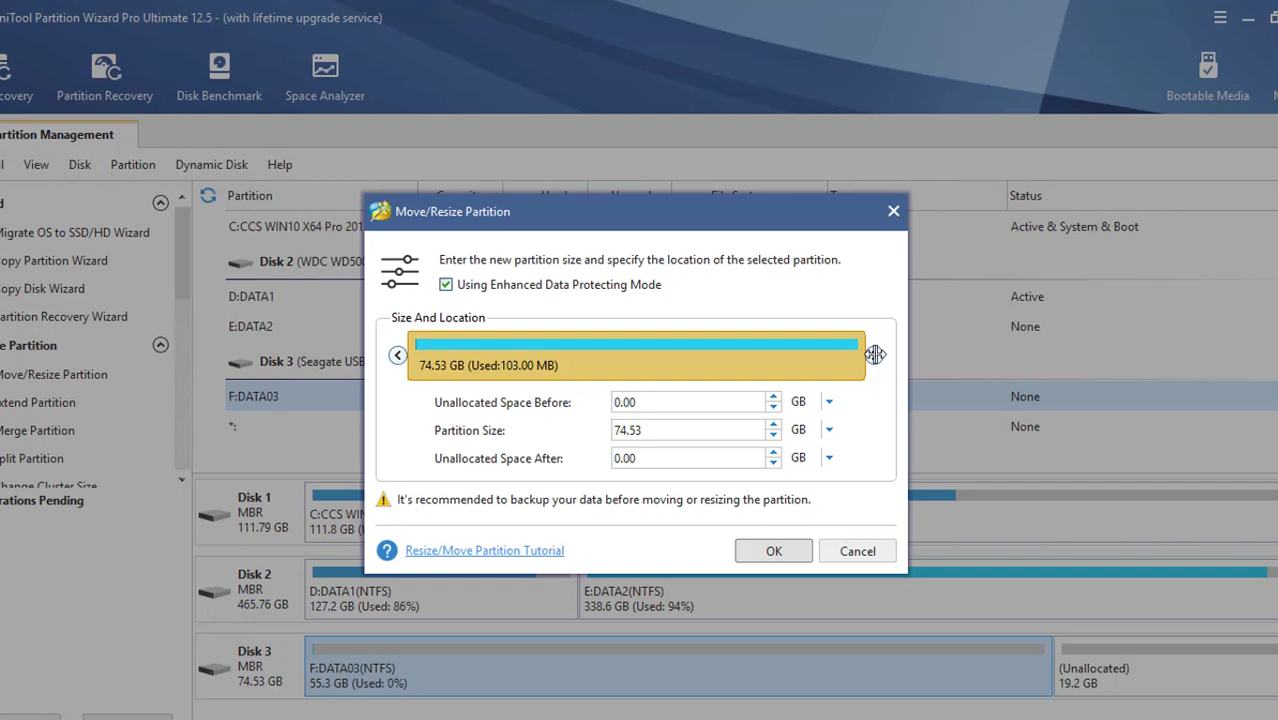 niTool Partition Wizard Pro Ultimate 12.5 - (with lifetime upgrade service)
covery
Partition Recovery
Disk Benchmark
Space Analyzer
Bootable Media
artition Management
View
Disk
Partition
Dynamic Disk
Help
Partition
Status
Migrate OS to SSD/HD Wizard
opy Partition Wizard
opy Disk Wizard
artition Recovery Wizard
e Partition
Move/Resize Partition
xtend Partition
Merge Partition
plit Partition
hange Cluster Size
rations Pending
C:CCS WIN10 X64 Pro 201
Active & System & Boot
Disk 2 (WDC WD500
D:DATA1
Active
E:DATA2
None
Disk 3 (Seagate USB
F:DATA03
None
*:
None
Move/Resize Partition
Enter the new partition size and specify the location of the selected partition.
Using Enhanced Data Protecting Mode
Size And Location
74.53 GB (Used:103.00 MB)
Unallocated Space Before: 0.00 GB
Partition Size: 74.53 GB
Unallocated Space After: 0.00 GB
It's recommended to backup your data before moving or resizing the partition.
Resize/Move Partition Tutorial
OK
Cancel
Disk 1
MBR
111.79 GB
C:CCS WIN
111.8 GB
Disk 2
MBR
465.76 GB
D:DATA1(NTFS)
127.2 GB (Used: 86%)
E:DATA2(NTFS)
338.6 GB (Used: 94%)
Disk 3
MBR
74.53 GB
F:DATA03(NTFS)
55.3 GB (Used: 0%)
(Unallocated)
19.2 GB